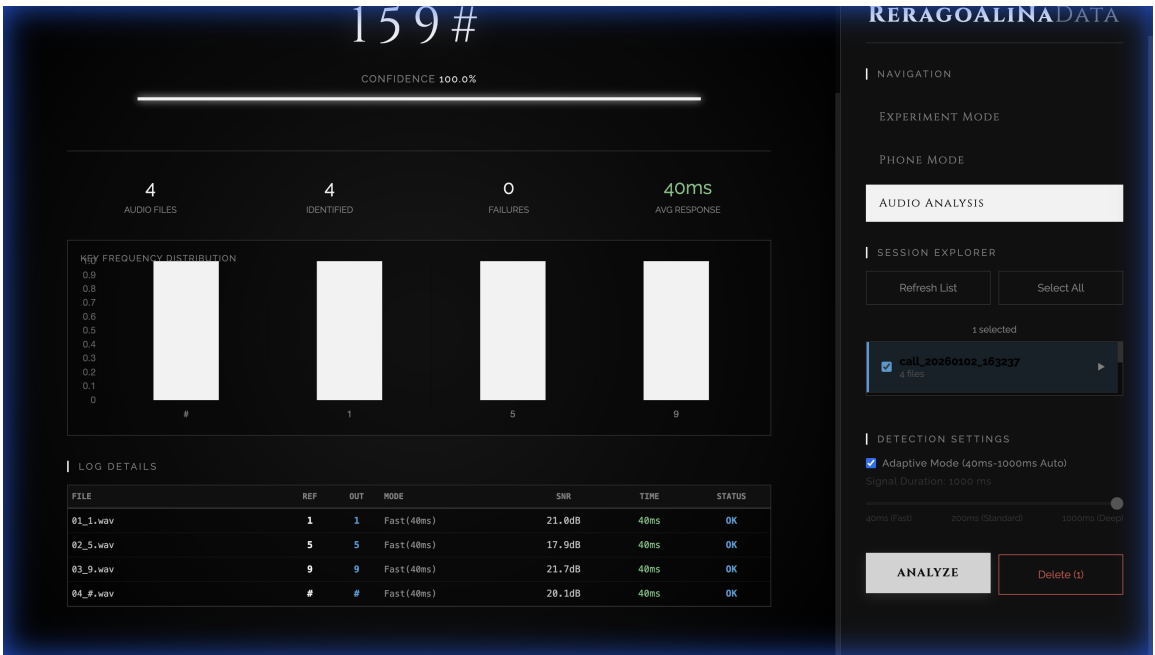 159#
CONFIDENCE 100.0%
4
AUDIO FILES
4
IDENTIFIED
0
FAILURES
40ms
AVG RESPONSE
KEY FREQUENCY DISTRIBUTION
1.0
0.9
0.8
0.7
0.6
0.5
0.4
0.3
0.2
0.1
0
# 1 5 9
LOG DETAILS
FILE REF OUT MODE SNR TIME STATUS
01_1.wav 1 1 Fast(40ms) 21.0dB 40ms OK
02_5.wav 5 5 Fast(40ms) 17.9dB 40ms OK
03_9.wav 9 9 Fast(40ms) 21.7dB 40ms OK
04_#.wav # # Fast(40ms) 20.1dB 40ms OK
RERAGOALINADATA
NAVIGATION
EXPERIMENT MODE
PHONE MODE
AUDIO ANALYSIS
SESSION EXPLORER
Refresh List Select All
1 selected
call_20260102_163237
4 files
DETECTION SETTINGS
Adaptive Mode (40ms-1000ms Auto)
Signal Duration: 1000 ms
40ms (Fast) 200ms (Standard) 1000ms (Deep)
ANALYZE Delete (1)